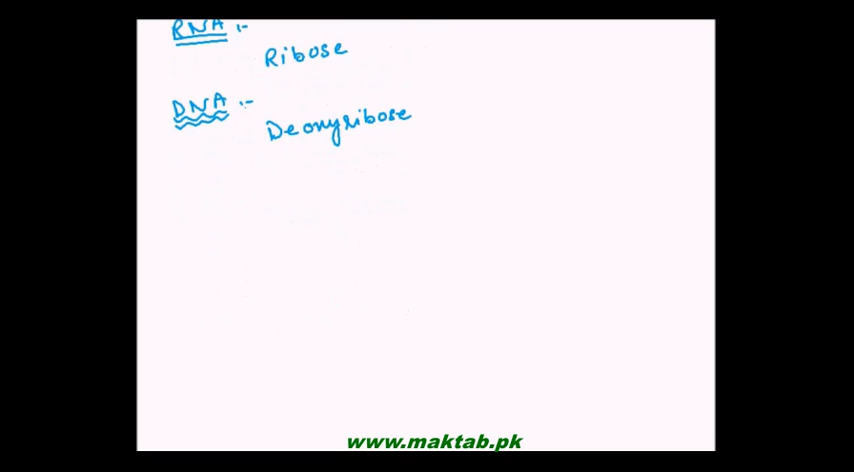 RNA :-
Ribose
DNA :-
Deoxyribose
www.maktab.pk